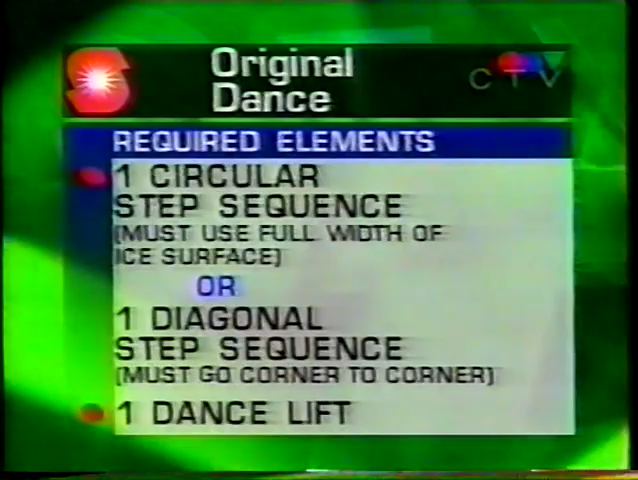 Original
Dance
CTV
REQUIRED ELEMENTS
1 CIRCULAR
STEP SEQUENCE
(MUST USE FULL WIDTH OF
ICE SURFACE)
OR
1 DIAGONAL
STEP SEQUENCE
(MUST GO CORNER TO CORNER)
1 DANCE LIFT